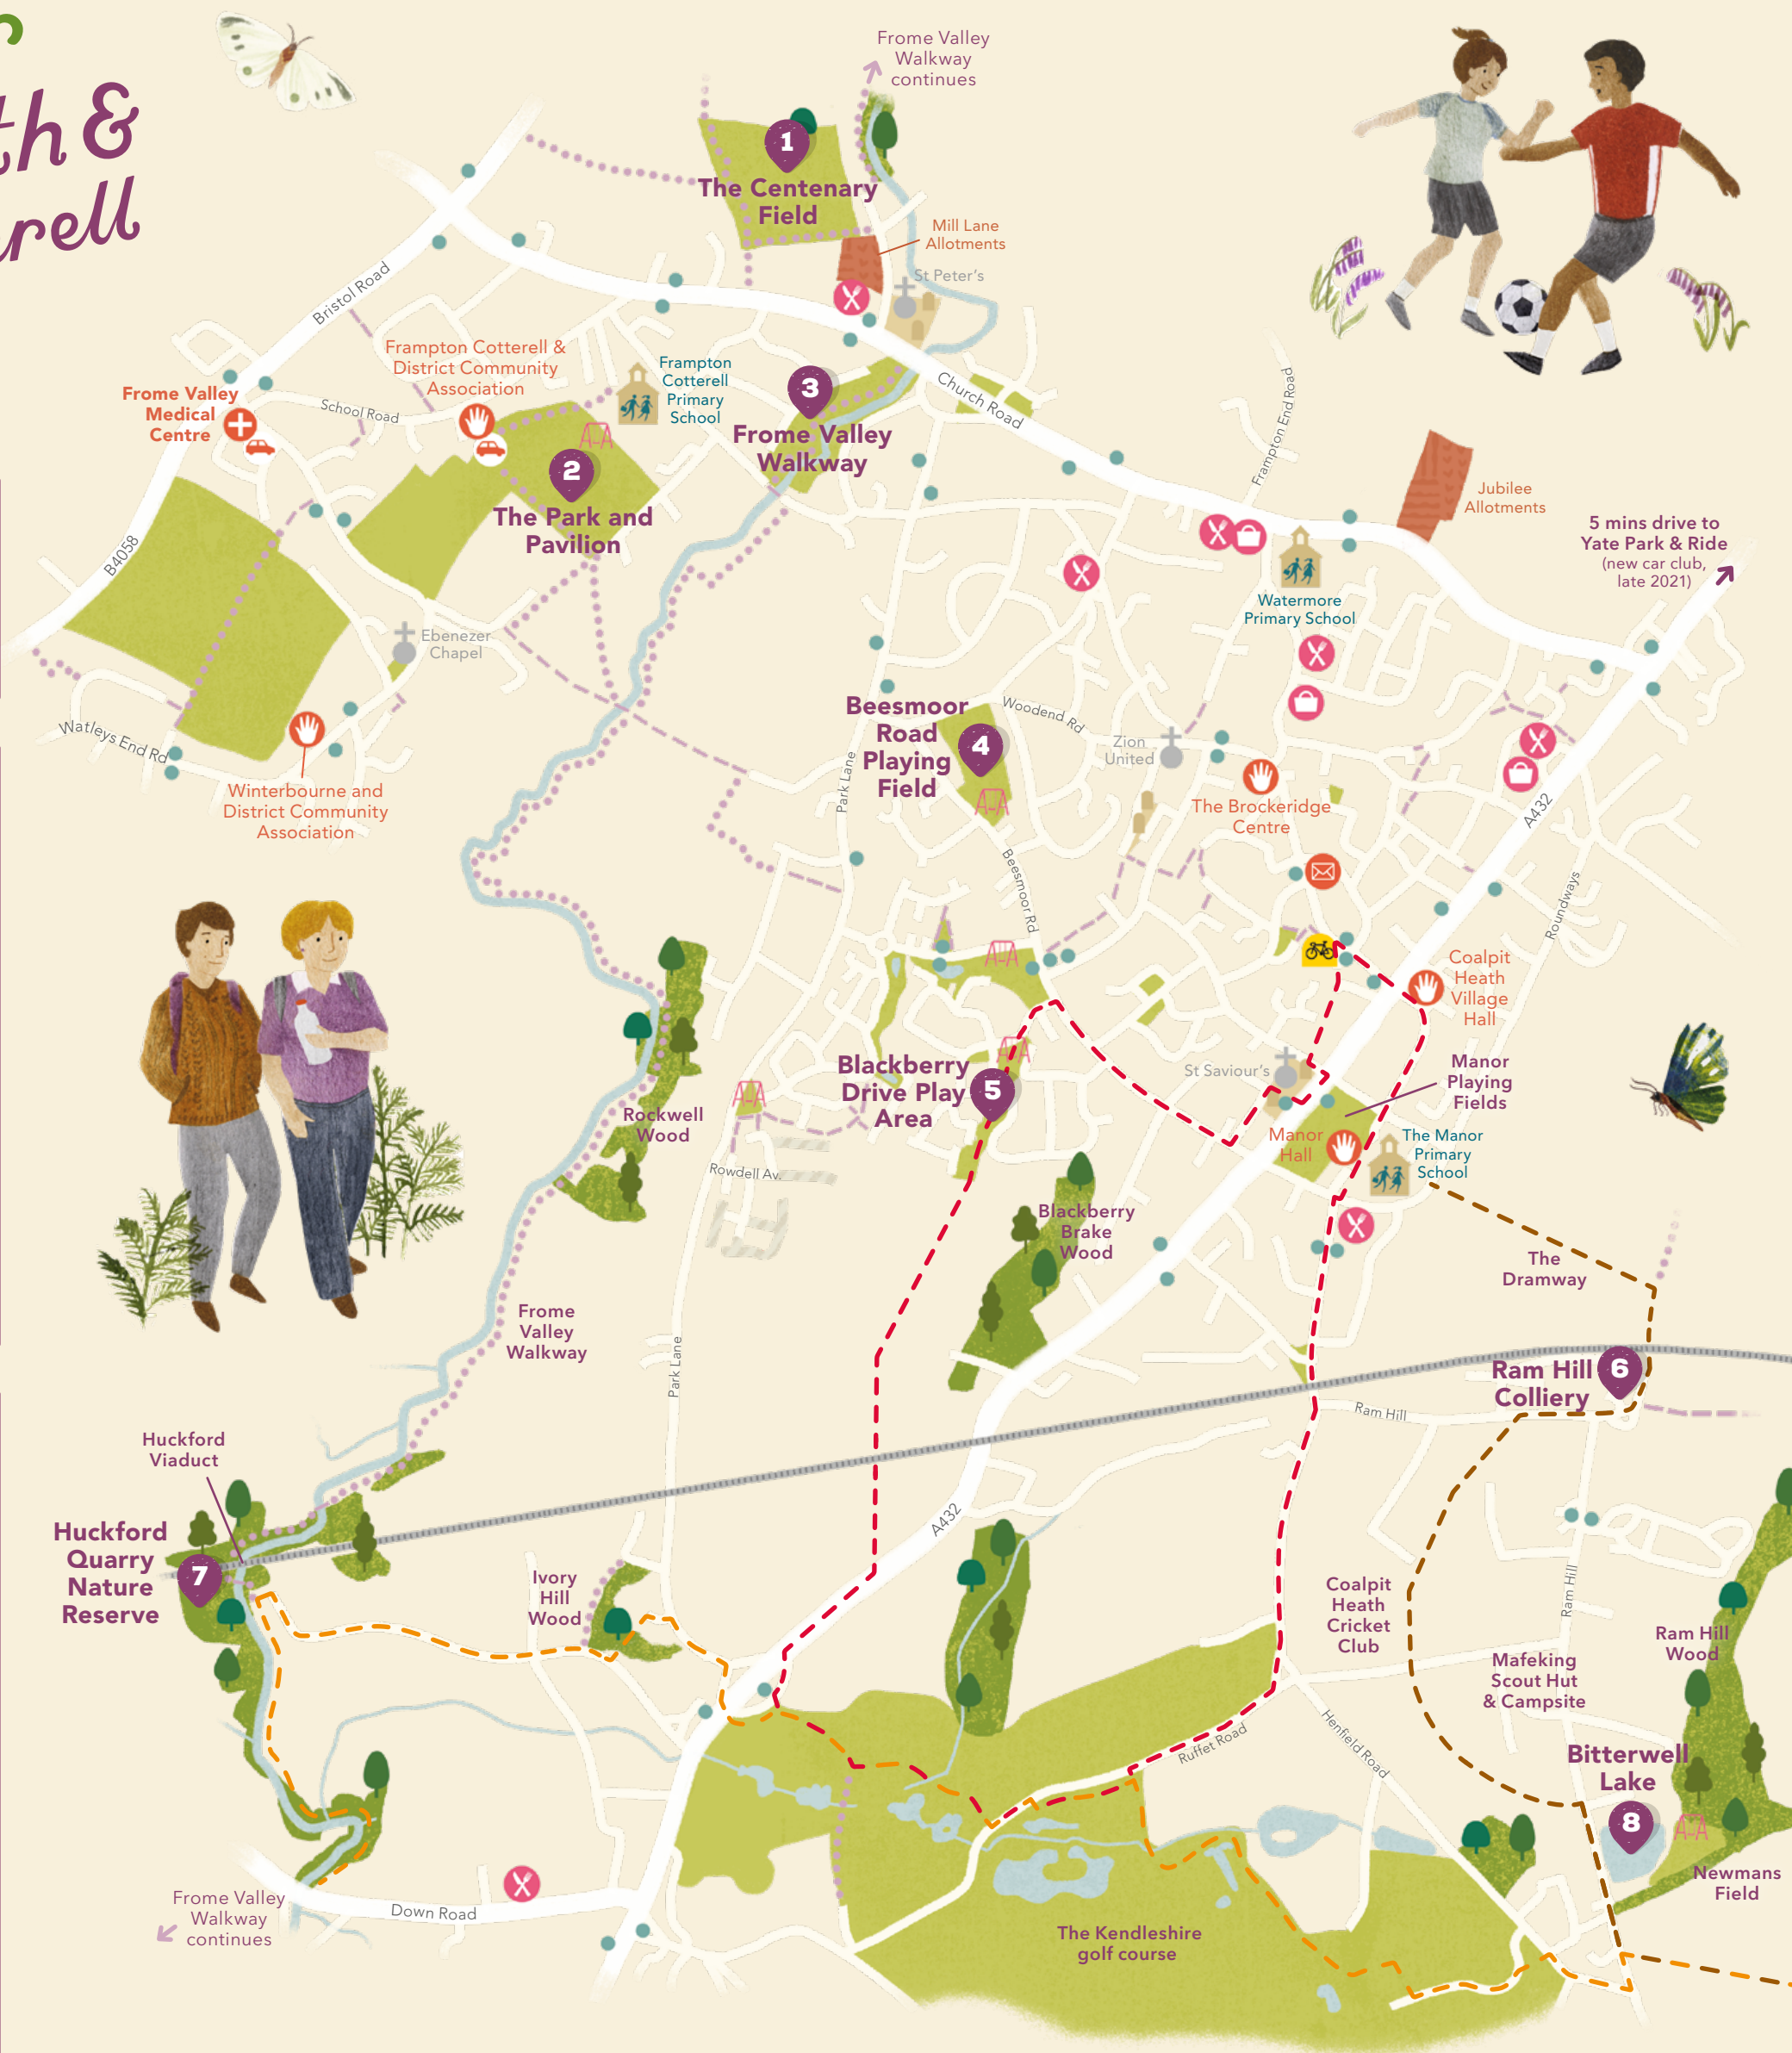 th &
rell
Frome Valley
Walkway
continues
1
The Centenary
Field
Mill Lane
Allotments
St Peter's
Bristol Road
Frampton Cotterell &
District Community
Association
Frampton
Cotterell
Primary
School
Frome Valley
Medical
Centre
School Road
3
Frome Valley
Walkway
Church Road
Frampton End Road
2
The Park and
Pavilion
Jubilee
Allotments
5 mins drive to
Yate Park & Ride
(new car club,
late 2021)
B4058
Watermore
Primary School
Ebenezer
Chapel
Watleys End Rd
Winterbourne and
District Community
Association
Beesmoor
Road
Playing
Field
4
Woodend Rd
Zion
United
Park Lane
The Brockeridge
Centre
A432
Beesmoor Rd
Roundways
Coalpit
Heath
Village
Hall
Blackberry
Drive Play
Area
5
St Saviour's
Manor
Playing
Fields
Rockwell
Wood
Manor
Hall
The Manor
Primary
School
Rowdell Av.
Blackberry
Brake
Wood
The
Dramway
Frome
Valley
Walkway
Park Lane
Ram Hill
Colliery
6
Ram Hill
Huckford
Viaduct
A432
Huckford
Quarry
Nature
Reserve
7
Ivory
Hill
Wood
Coalpit
Heath
Cricket
Club
Ram Hill
Ram Hill
Wood
Mafeking
Scout Hut
& Campsite
Ruffet Road
Henfield Road
Bitterwell
Lake
8
Newmans
Field
Frome Valley
Walkway
continues
Down Road
The Kendleshire
golf course